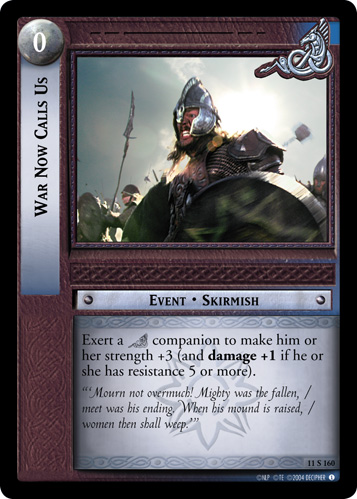 0
War Now Calls Us
Event • Skirmish
Exert a companion to make him or
her strength +3 (and damage +1 if he or
she has resistance 5 or more).
"‘Mourn not overmuch! Mighty was the fallen, /
meet was his ending. When his mound is raised, /
women then shall weep.’"
11 S 160
©NLP ©TE ©2004 DECIPHER